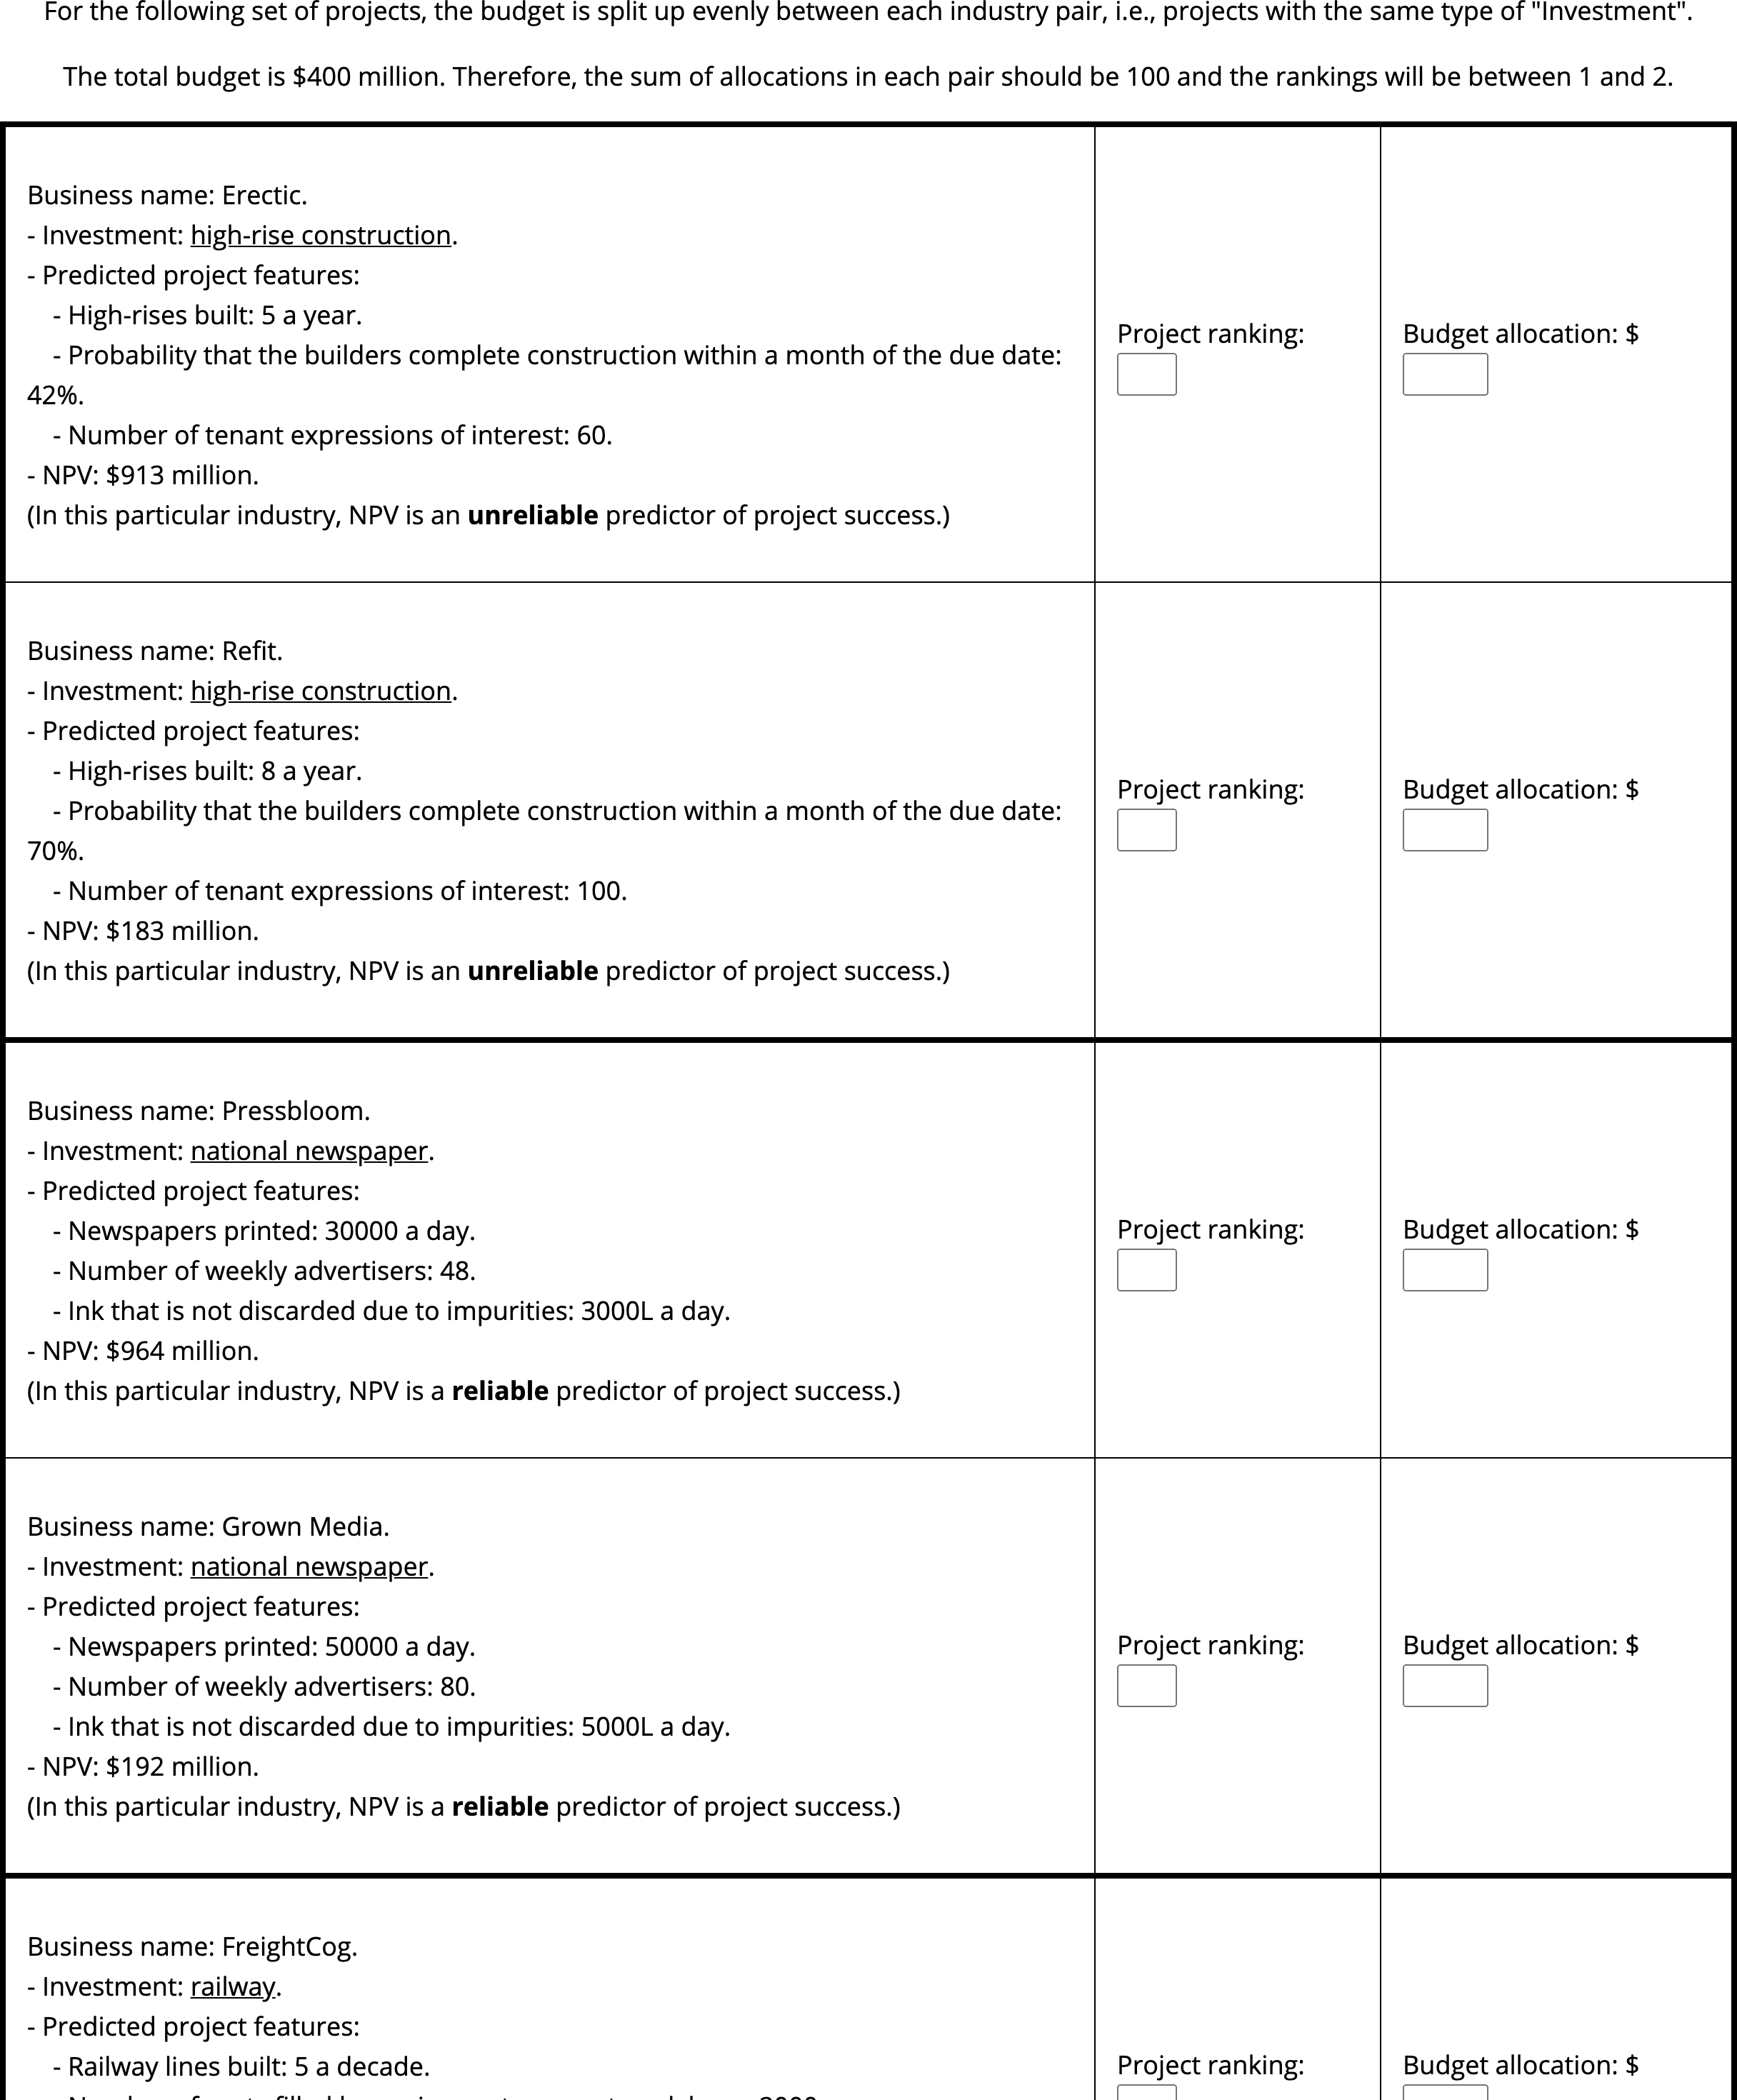 For the following set of projects, the budget is split up evenly between each industry pair, i.e., projects with the same type of "Investment".
The total budget is $400 million. Therefore, the sum of allocations in each pair should be 100 and the rankings will be between 1 and 2.
Business name: Erectic.
- Investment: high-rise construction.
- Predicted project features:
- High-rises built: 5 a year.
- Probability that the builders complete construction within a month of the due date:
42%.
- Number of tenant expressions of interest: 60.
- NPV: $913 million.
(In this particular industry, NPV is an unreliable predictor of project success.)
Project ranking:
Budget allocation: $
Business name: Refit.
- Investment: high-rise construction.
- Predicted project features:
- High-rises built: 8 a year.
- Probability that the builders complete construction within a month of the due date:
70%.
- Number of tenant expressions of interest: 100.
- NPV: $183 million.
(In this particular industry, NPV is an unreliable predictor of project success.)
Project ranking:
Budget allocation: $
Business name: Pressbloom.
- Investment: national newspaper.
- Predicted project features:
- Newspapers printed: 30000 a day.
- Number of weekly advertisers: 48.
- Ink that is not discarded due to impurities: 3000L a day.
- NPV: $964 million.
(In this particular industry, NPV is a reliable predictor of project success.)
Project ranking:
Budget allocation: $
Business name: Grown Media.
- Investment: national newspaper.
- Predicted project features:
- Newspapers printed: 50000 a day.
- Number of weekly advertisers: 80.
- Ink that is not discarded due to impurities: 5000L a day.
- NPV: $192 million.
(In this particular industry, NPV is a reliable predictor of project success.)
Project ranking:
Budget allocation: $
Business name: FreightCog.
- Investment: railway.
- Predicted project features:
- Railway lines built: 5 a decade.
Project ranking:
Budget allocation: $